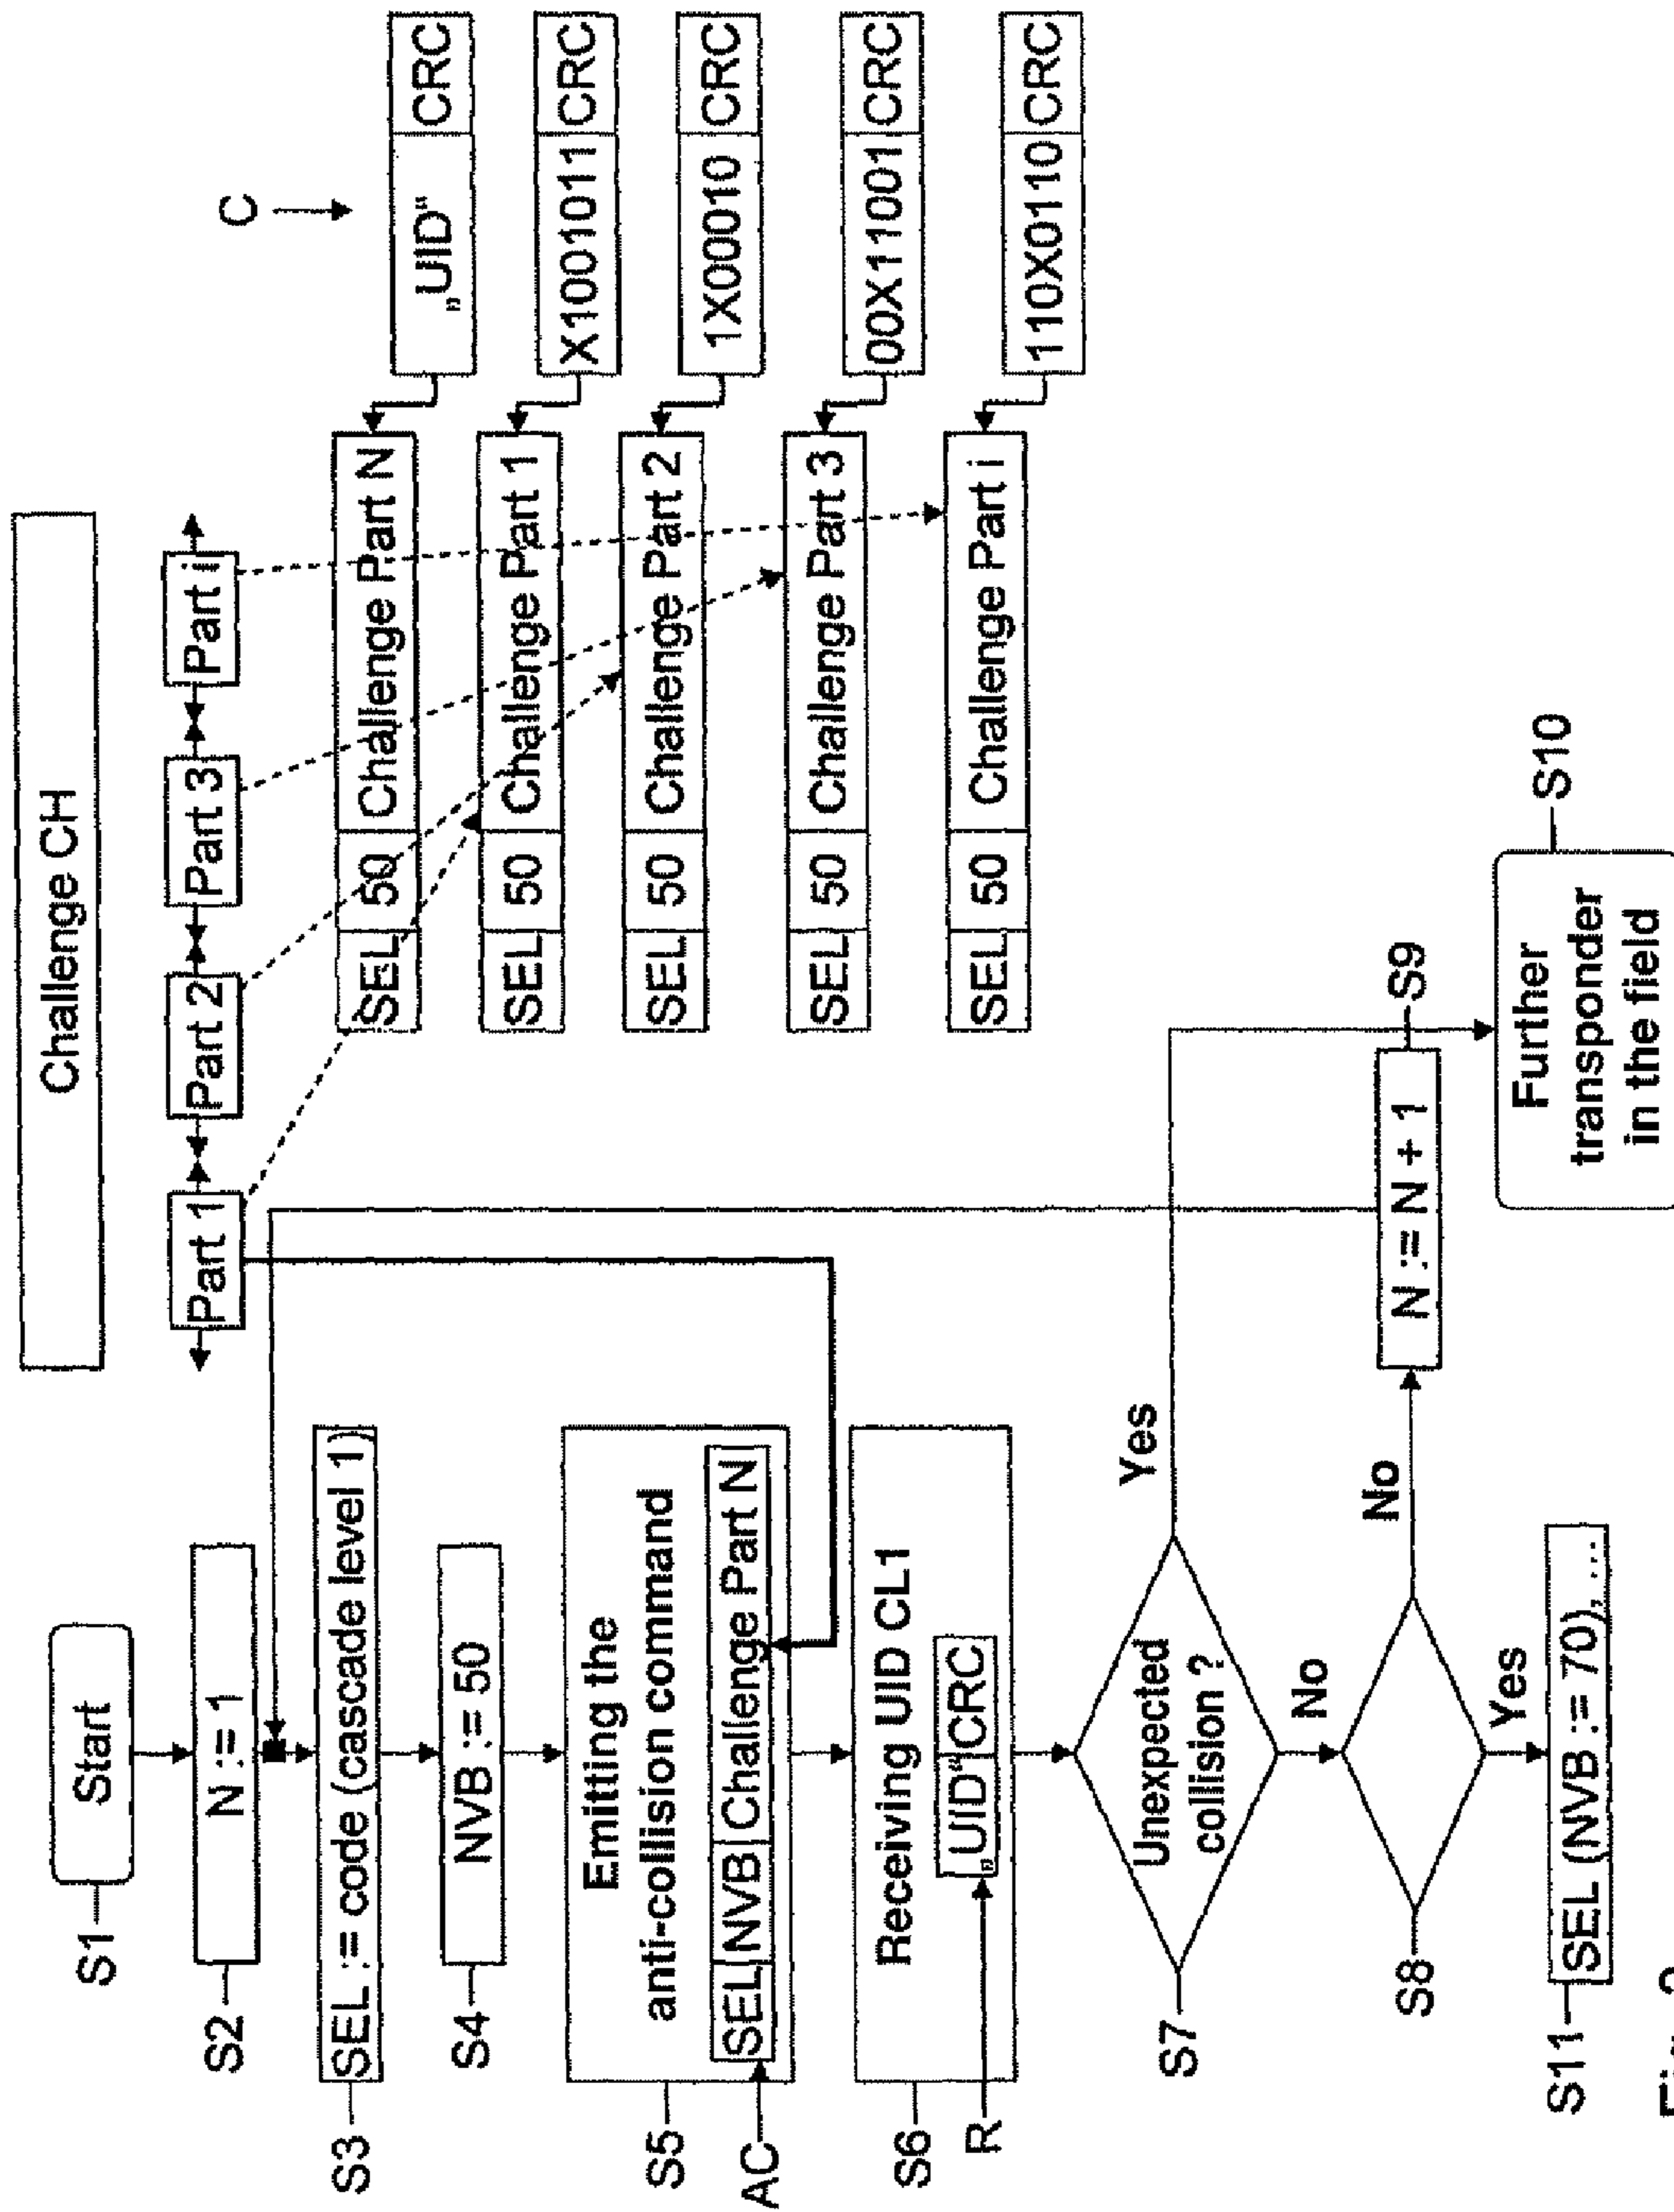 Challenge CH
Part 1
Part 2
Part 3
Part i
C
SEL 50 Challenge Part N
„UID“ CRC
SEL 50 Challenge Part 1
X1001011 CRC
SEL 50 Challenge Part 2
1X00010 CRC
SEL 50 Challenge Part 3
00X11001 CRC
SEL 50 Challenge Part i
110X0110 CRC
S1
Start
S2
N := 1
S3
SEL := code (cascade level 1)
S4
NVB := 50
S5
Emitting the
anti-collision command
AC
SEL NVB Challenge Part N
S6
Receiving UID CL1
R
„UID“ CRC
S7
Unexpected
collision ?
Yes
No
S8
No
Yes
N := N + 1
S9
Further
transponder
in the field
S10
S11
SEL (NVB := 70), ...